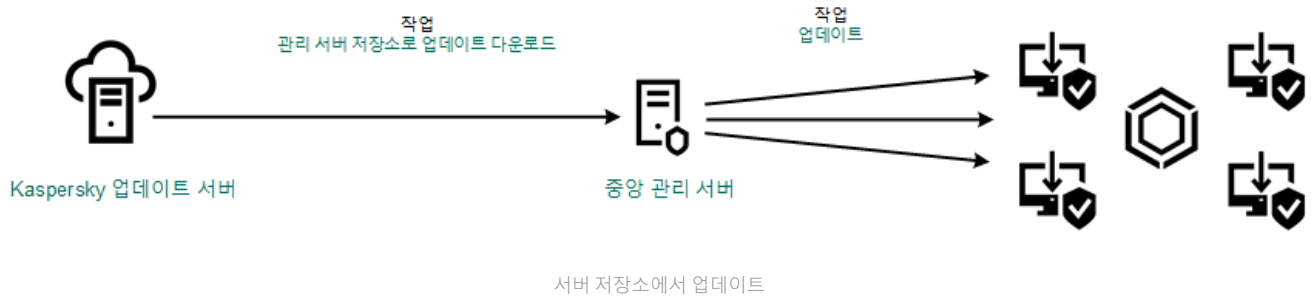 작업
관리 서버 저장소로 업데이트 다운로드
작업
업데이트
Kaspersky 업데이트 서버
중앙 관리 서버
서버 저장소에서 업데이트